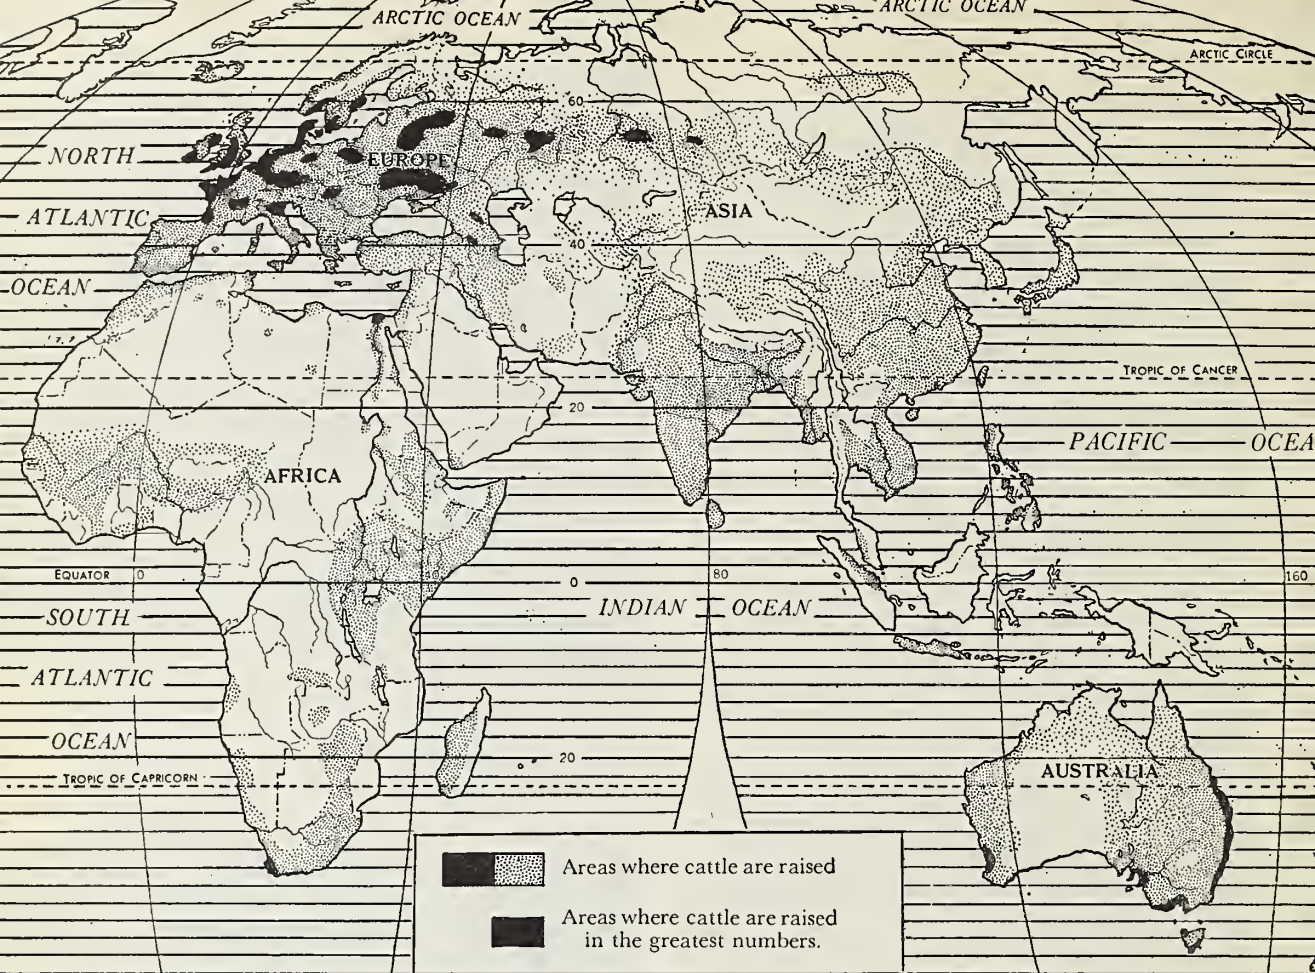 ARCTIC OCEAN
ARCTIC OCEAN
ARCTIC CIRCLE
60
NORTH
EUROPE
ATLANTIC
ASIA
40
OCEAN
TROPIC OF CANCER
20
PACIFIC OCEA
AFRICA
EQUATOR 0 40 0 80 160
SOUTH
INDIAN OCEAN
ATLANTIC
OCEAN
20
AUSTRALIA
TROPIC OF CAPRICORN
Areas where cattle are raised
Areas where cattle are raised
in the greatest numbers.